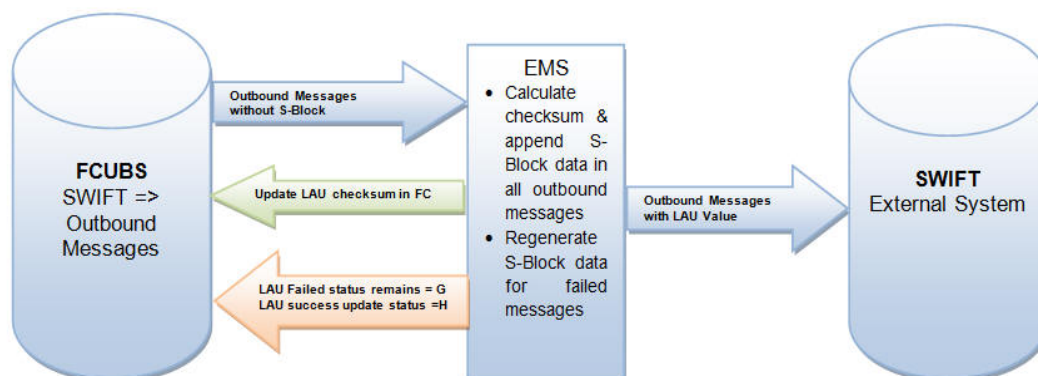 FCUBS
SWIFT =>
Outbound
Messages
Outbound Messages
without S-Block
Update LAU checksum in FC
LAU Failed status remains = G
LAU success update status =H
EMS
• Calculate
checksum &
append S-
Block data in
all outbound
messages
• Regenerate
S-Block data
for failed
messages
Outbound Messages
with LAU Value
SWIFT
External System